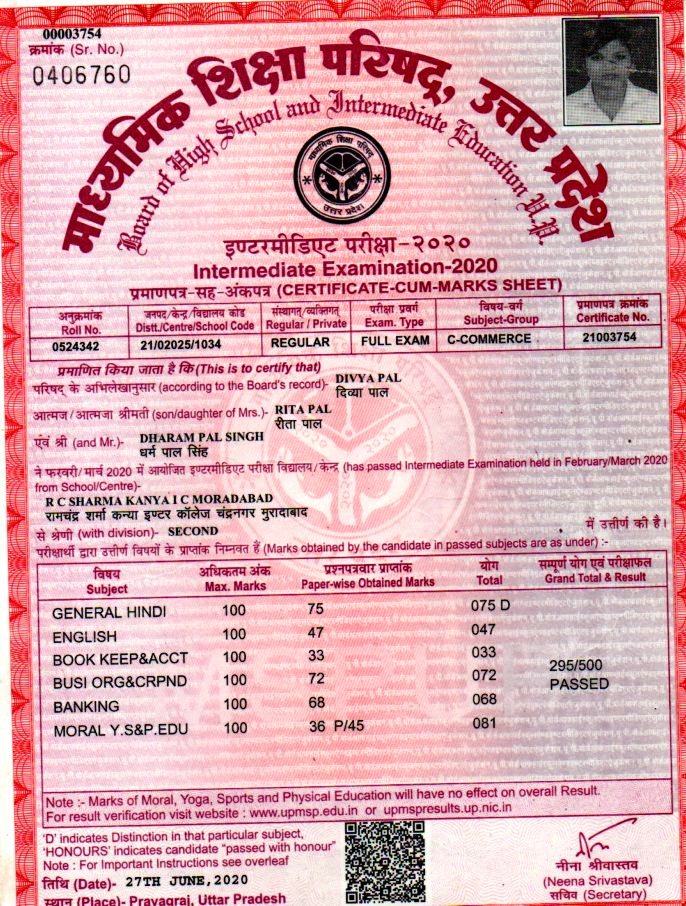 00003754
क्रमांक (Sr. No.)
0406760
माध्यमिक शिक्षा परिषद्, उत्तर प्रदेश
Board of High School and Intermediate Education U.P.
माध्यमिक शिक्षा परिषद्
उत्तर प्रदेश
इण्टरमीडिएट परीक्षा-२०२०
Intermediate Examination-2020
प्रमाणपत्र-सह-अंकपत्र (CERTIFICATE-CUM-MARKS SHEET)
अनुक्रमांक जनपद/केन्द्र/विद्यालय कोड संस्थागत्/व्यक्तिगत् परीक्षा प्रवर्ग विषय-वर्ग प्रमाणपत्र क्रमांक
Roll No. Distt./Centre/School Code Regular / Private Exam. Type Subject-Group Certificate No.
0524342 21/02025/1034 REGULAR FULL EXAM C-COMMERCE 21003754
प्रमाणित किया जाता है कि (This is to certify that)
परिषद के अभिलेखानुसार (according to the Board's record)- DIVYA PAL
दिव्या पाल
आत्मज/आत्मजा श्रीमती (son/daughter of Mrs.)- RITA PAL
रीता पाल
एंवं श्री (and Mr.)- DHARAM PAL SINGH
धर्म पाल सिंह
ने फरवरी/मार्च 2020 में आयोजित इण्टरमीडिएट परीक्षा विद्यालय/केन्द्र (has passed Intermediate Examination held in February/March 2020
from School/Centre)-
R C SHARMA KANYA I C MORADABAD
रामचंद्र शर्मा कन्या इण्टर कॉलेज चंद्रनगर मुरादाबाद
से श्रेणी (with division)- SECOND में उत्तीर्ण की है।
परीक्षार्थी द्वारा उत्तीर्ण विषयों के प्राप्तांक निम्नवत हैं (Marks obtained by the candidate in passed subjects are as under) :-
विषय अधिकतम अंक प्रश्नपत्रवार प्राप्तांक योग सम्पूर्ण योग एवं परीक्षाफल
Subject Max. Marks Paper-wise Obtained Marks Total Grand Total & Result
GENERAL HINDI 100 75 075 D
ENGLISH 100 47 047
BOOK KEEP&ACCT 100 33 033
295/500
BUSI ORG&CRPND 100 72 072
PASSED
BANKING 100 68 068
MORAL Y.S&P.EDU 100 36 P/45 081
Note :- Marks of Moral, Yoga, Sports and Physical Education will have no effect on overall Result.
For result verification visit website : www.upmsp.edu.in or upmspresults.up.nic.in
'D' indicates Distinction in that particular subject,
'HONOURS' indicates candidate "passed with honour"
Note : For Important Instructions see overleaf
तिथि (Date)- 27TH JUNE,2020
स्थान (Place)- Prayagraj, Uttar Pradesh
नीना श्रीवास्तव
(Neena Srivastava)
सचिव (Secretary)